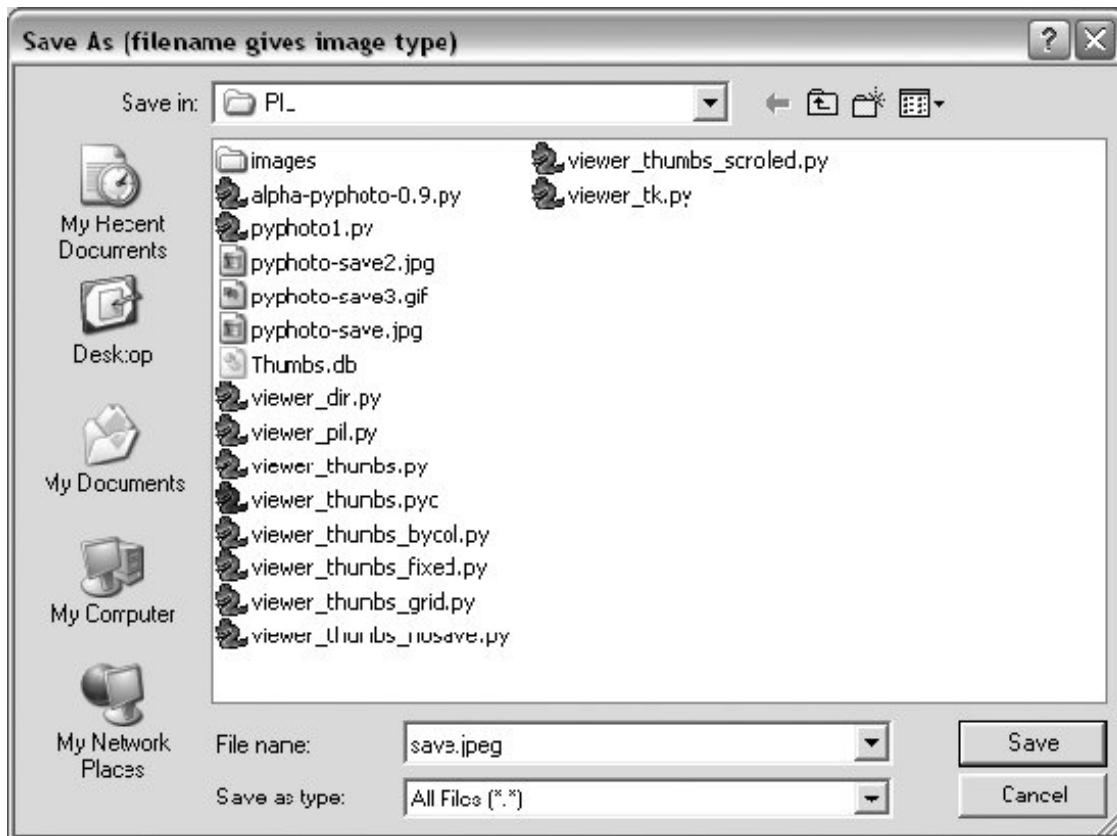 Save As (filename gives image type)
Save in:
PI_
My Recent
Documents
Desktop
My Documents
My Computer
My Network
Places
images
alpha-pyphoto-0.9.py
pyphoto1.py
pyphoto-save2.jpg
pyphoto-save3.gif
pyphoto-save.jpg
Thumbs.db
viewer_dir.py
viewer_pil.py
viewer_thumbs.py
viewer_thumbs.pyc
viewer_thumbs_bycol.py
viewer_thumbs_fixed.py
viewer_thumbs_grid.py
viewer_thumbs_nosave.py
viewer_thumbs_scroled.py
viewer_tk.py
File name:
save.jpeg
Save
Save as type:
All Files (*.*)
Cancel